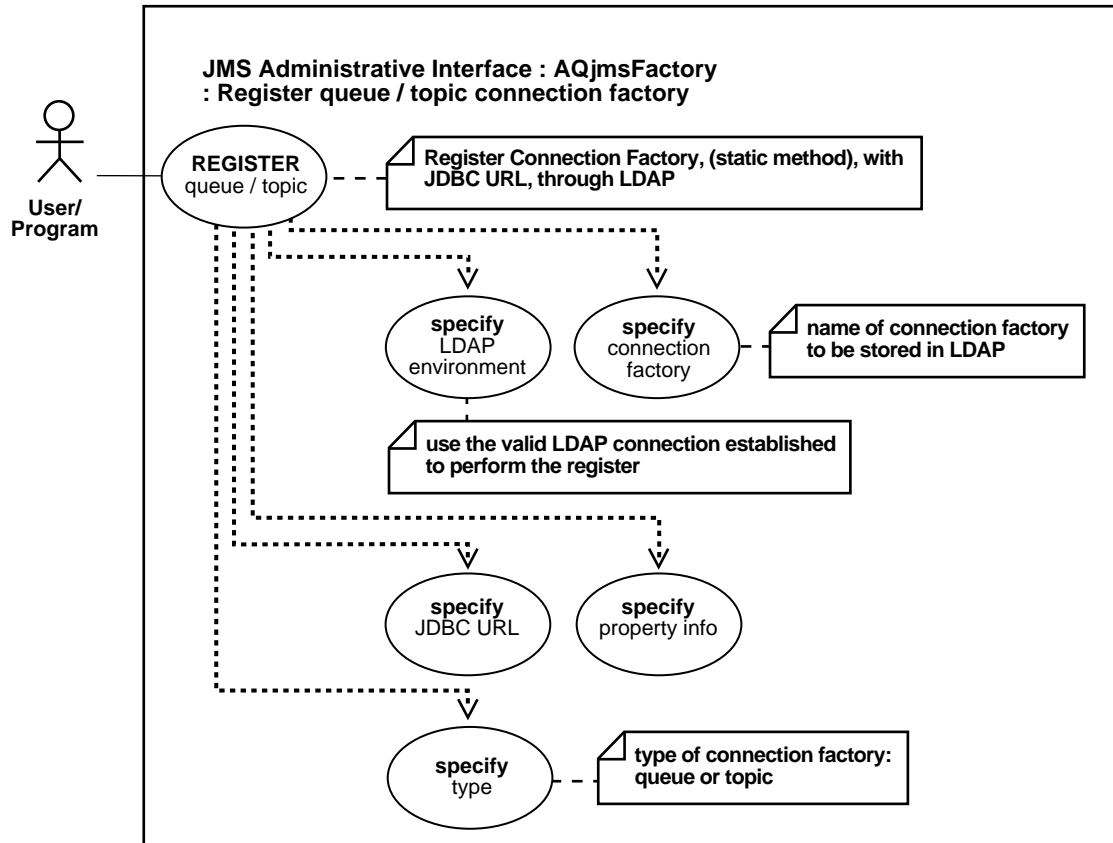 JMS Administrative Interface : AQjmsFactory
: Register queue / topic connection factory
User/
Program
REGISTER
queue / topic
Register Connection Factory, (static method), with
JDBC URL, through LDAP
specify
LDAP
environment
specify
connection
factory
name of connection factory
to be stored in LDAP
use the valid LDAP connection established
to perform the register
specify
JDBC URL
specify
property info
specify
type
type of connection factory:
queue or topic